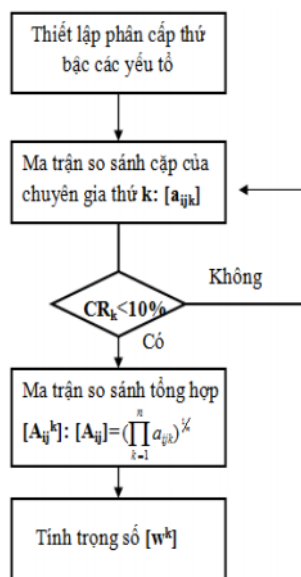 Thiết lập phân cấp thứ
bậc các yếu tố
Ma trận so sánh cặp của
chuyên gia thứ k: [aᵢⱼₖ]
Không
CRₖ<10%
Có
Ma trận so sánh tổng hợp
[Aᵢⱼᵏ]: [Aᵢⱼ]=(∏ₖ₌₁ⁿ aᵢⱼₖ)^¹⁄ₙ
Tính trọng số [wᵏ]